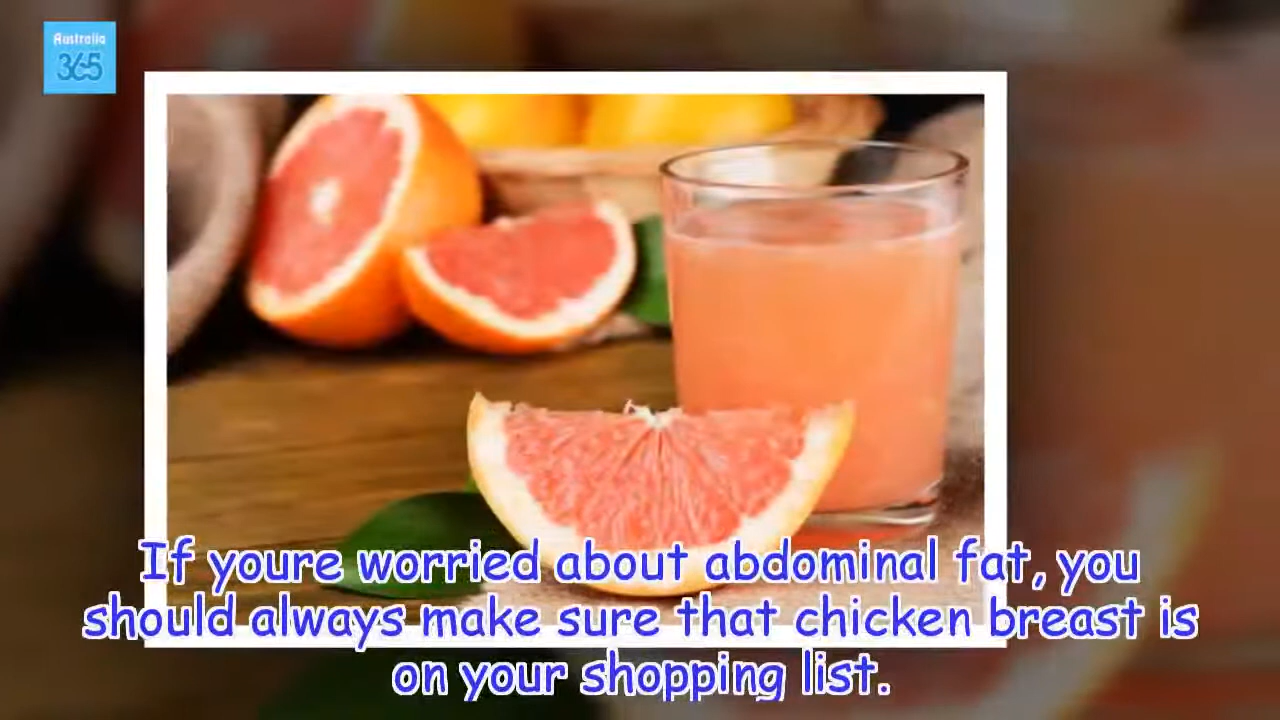 Australia
365
If youre worried about abdominal fat, you
should always make sure that chicken breast is
on your shopping list.